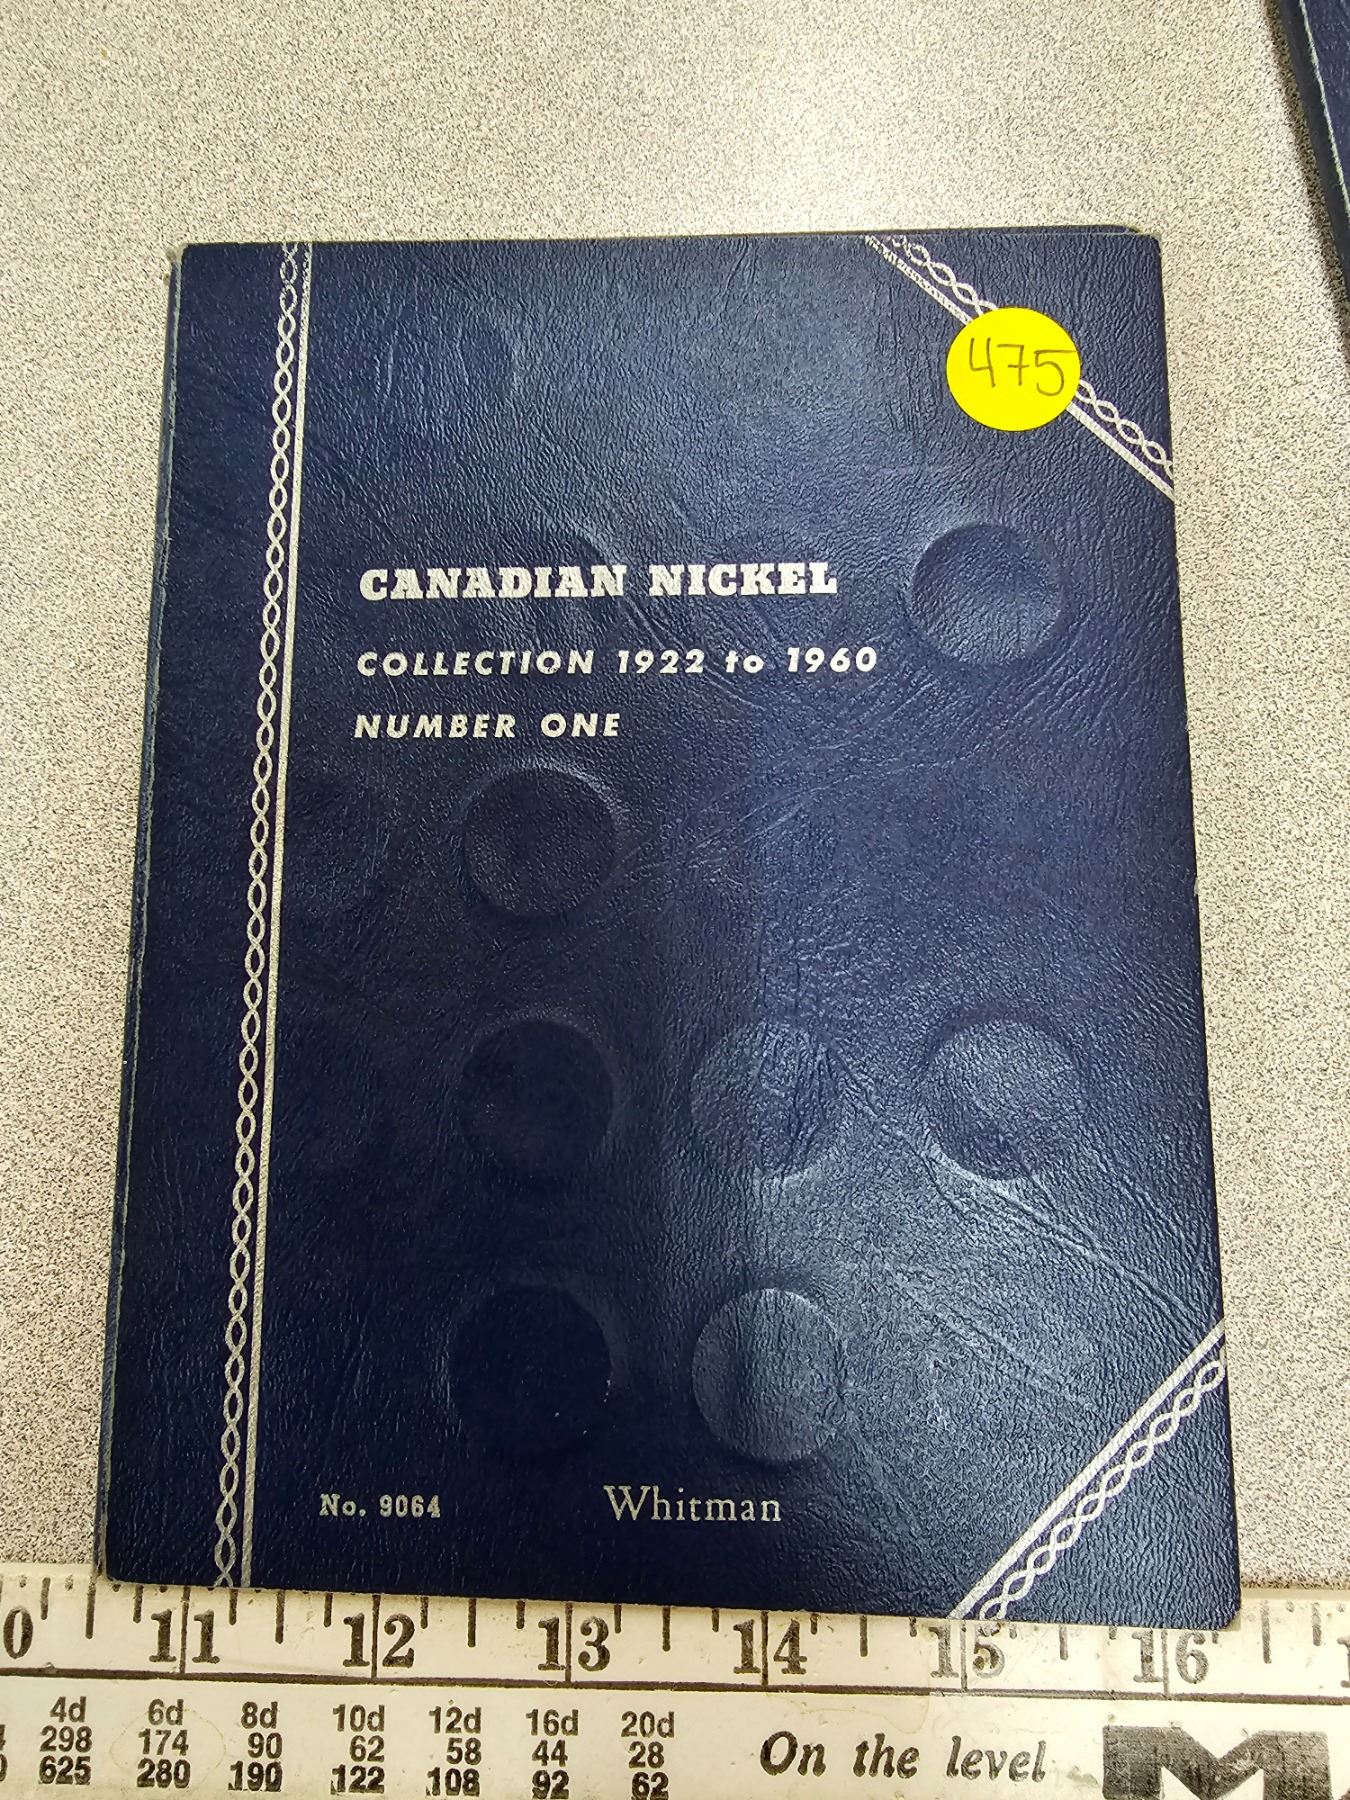 475
CANADIAN NICKEL
COLLECTION 1922 to 1960
NUMBER ONE
No. 9064 Whitman
0 11 12 13 14 15 16
4d 6d 8d 10d 12d 16d 20d
298 174 90 62 58 44 28
625 280 190 122 108 92 62
On the level